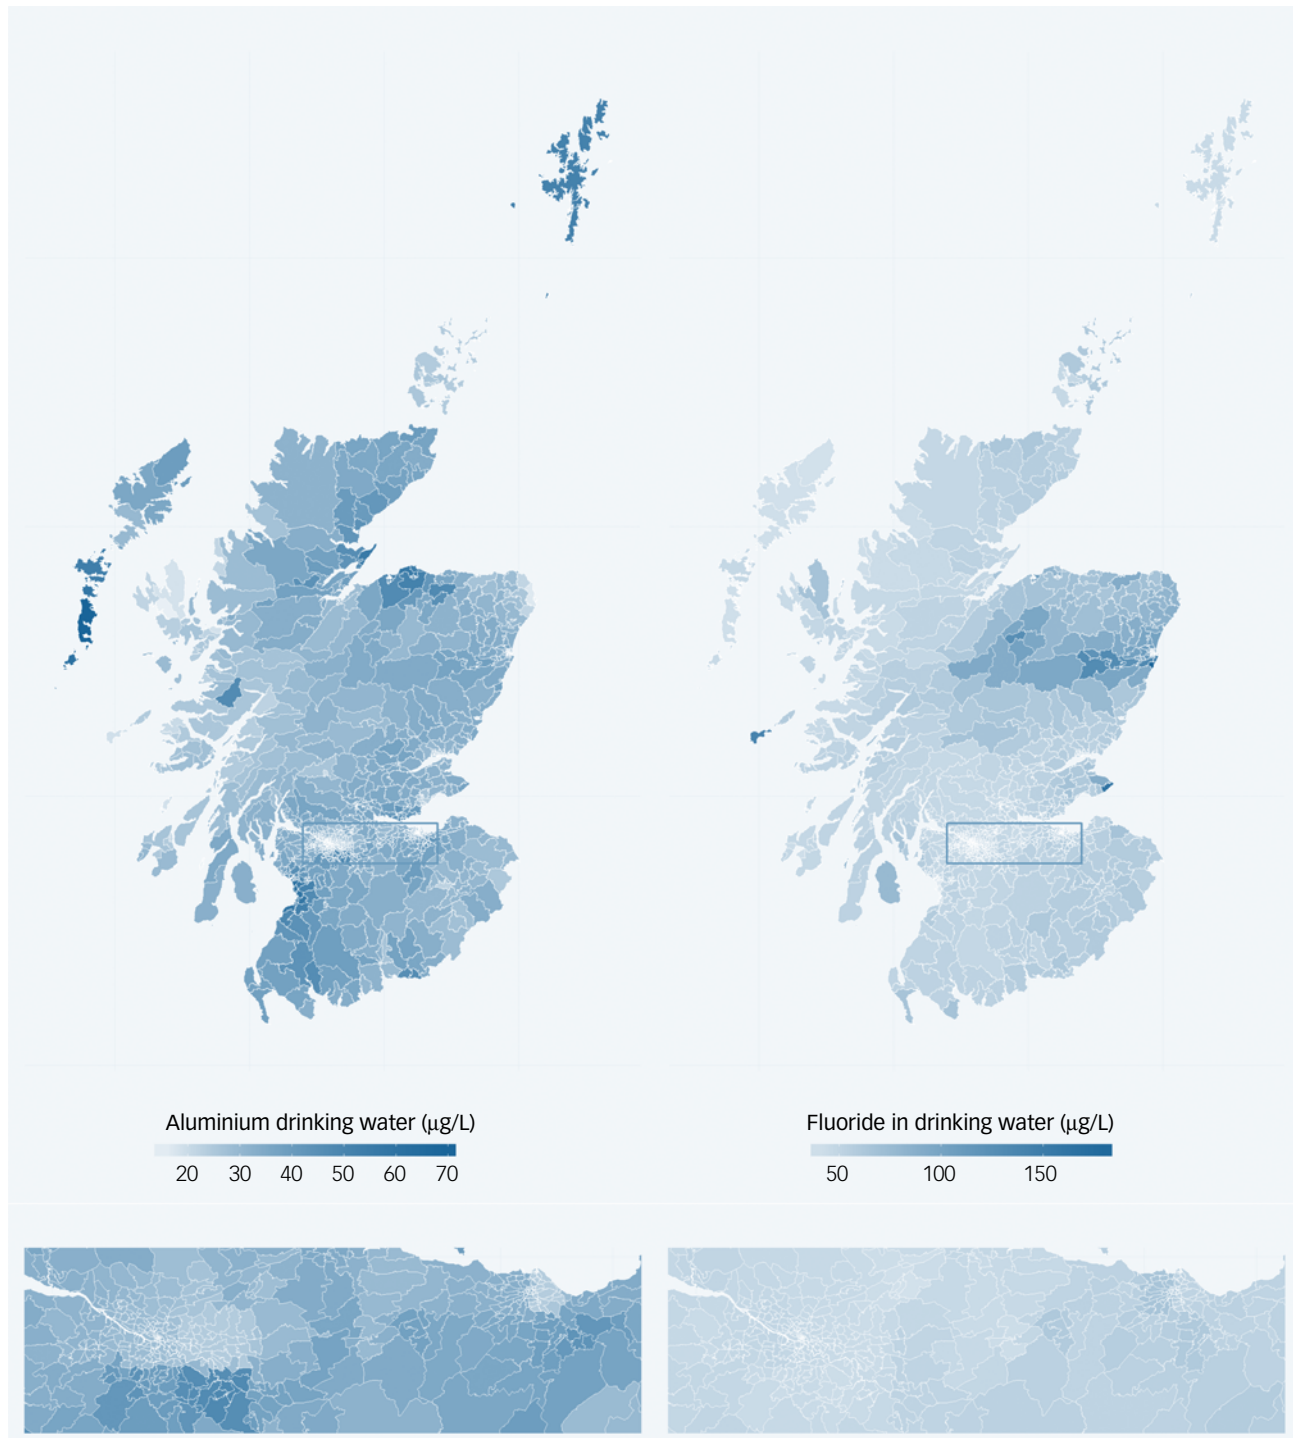 Aluminium drinking water (μg/L)
20 30 40 50 60 70
Fluoride in drinking water (μg/L)
50 100 150